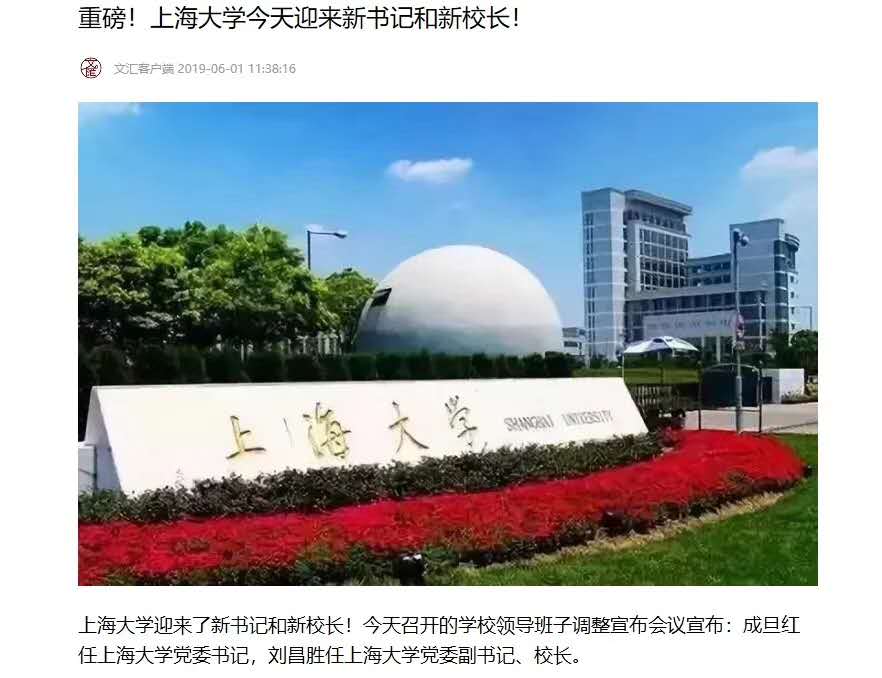 重磅！上海大学今天迎来新书记和新校长！
文汇客户端 2019-06-01 11:38:16
上海大学 SHANGHAI UNIVERSITY
上海大学迎来了新书记和新校长！今天召开的学校领导班子调整宣布会议宣布：成旦红
任上海大学党委书记，刘昌胜任上海大学党委副书记、校长。